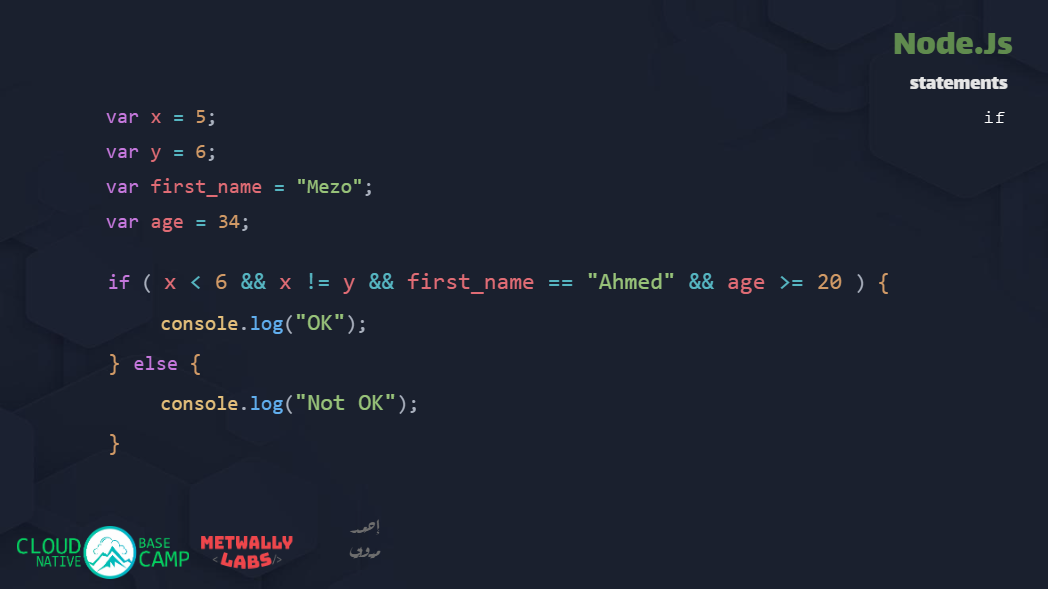 Node.Js
statements
if
var x = 5;
var y = 6;
var first_name = "Mezo";
var age = 34;
if ( x < 6 && x != y && first_name == "Ahmed" && age >= 20 ) {
console.log("OK");
} else {
console.log("Not OK");
}
CLOUD NATIVE
BASE CAMP
METWALLY
<LABS/>
أحمد